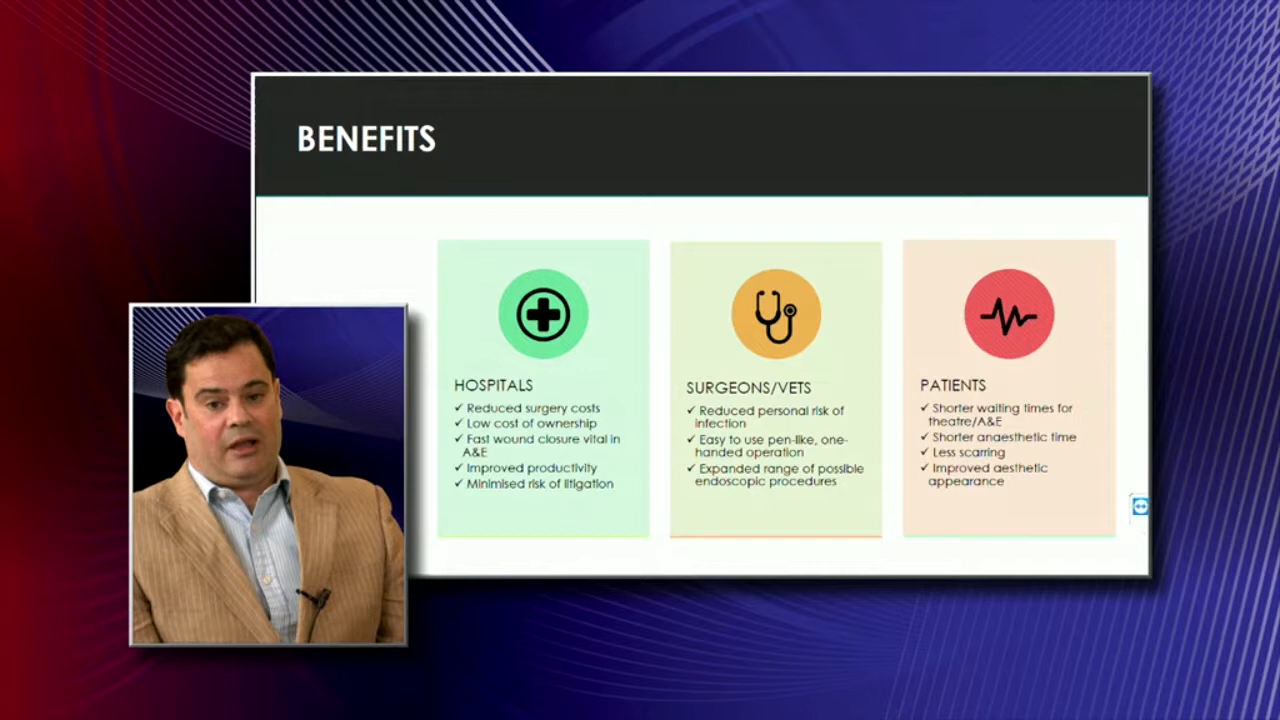 BENEFITS
HOSPITALS
✓ Reduced surgery costs
✓ Low cost of ownership
✓ Fast wound closure vital in
A&E
✓ Improved productivity
✓ Minimised risk of litigation
SURGEONS/VETS
✓ Reduced personal risk of
infection
✓ Easy to use pen-like, one-
handed operation
✓ Expanded range of possible
endoscopic procedures
PATIENTS
✓ Shorter waiting times for
theatre/A&E
✓ Shorter anaesthetic time
✓ Less scarring
✓ Improved aesthetic
appearance